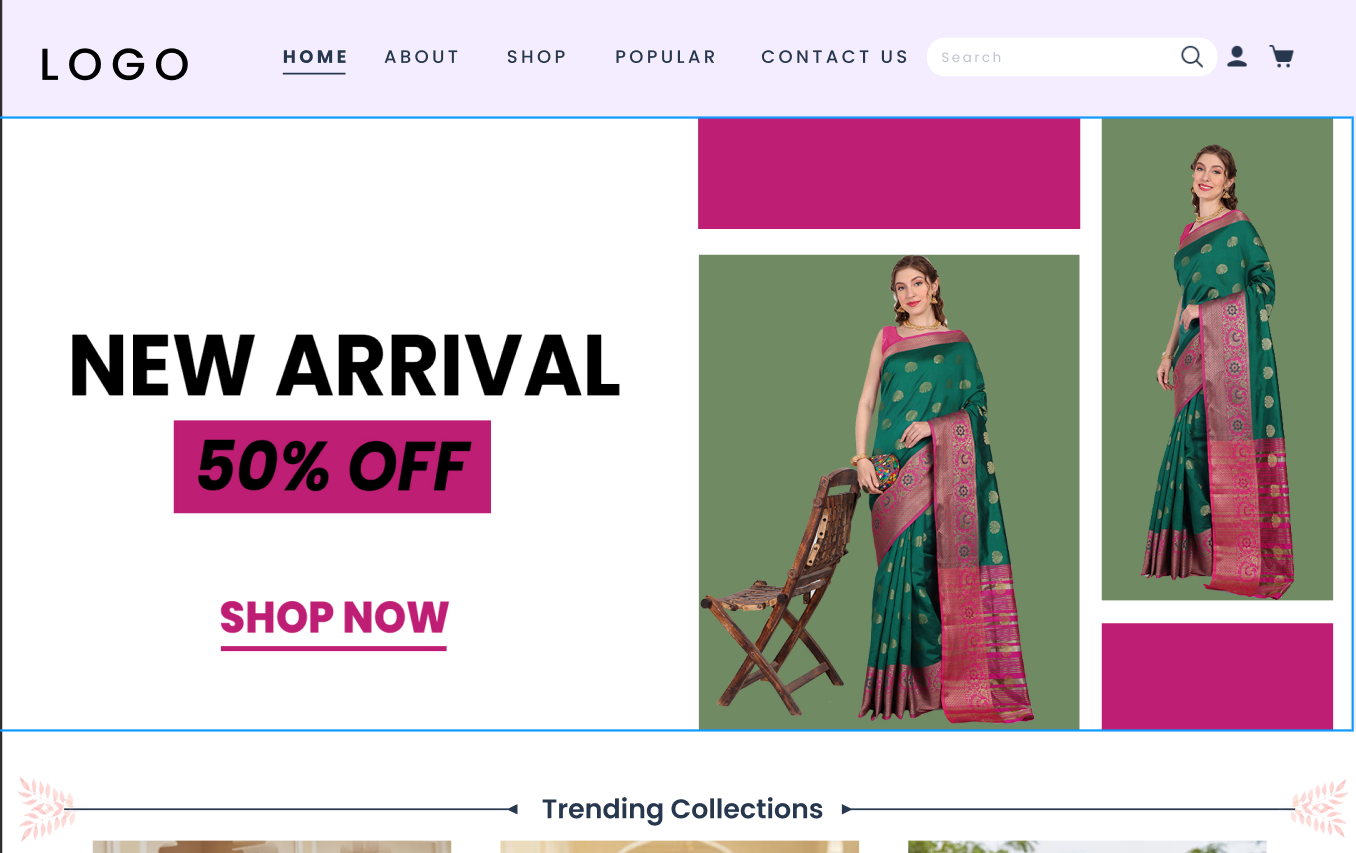 LOGO
HOME
ABOUT
SHOP
POPULAR
CONTACT US
Search
NEW ARRIVAL
50% OFF
SHOP NOW
Trending Collections